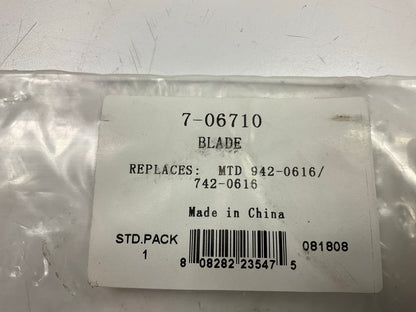 7-06710
BLADE
REPLACES: MTD 942-0616/
742-0616
Made in China
STD.PACK
1
8 08282 23547 5
081808